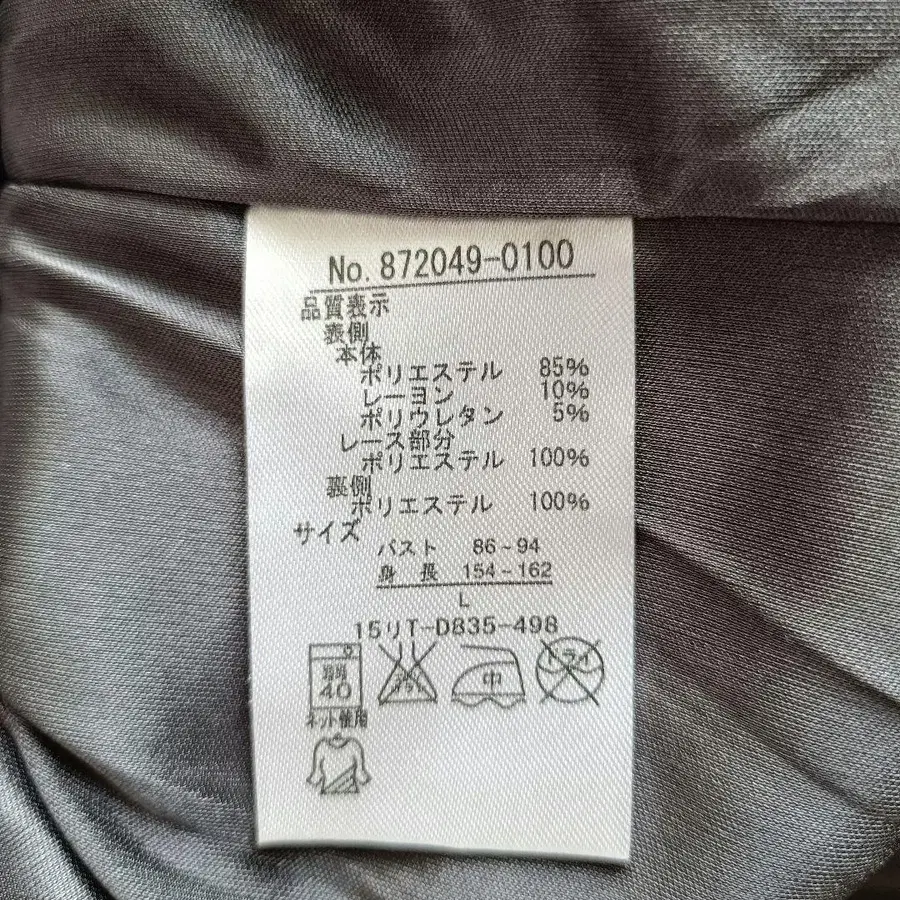 No. 872049-0100
品質表示
表側
本体
ポリエステル 85%
レーヨン 10%
ポリウレタン 5%
レース部分
ポリエステル 100%
裏側
ポリエステル 100%
サイズ
バスト 86~94
身長 154~162
L
15リT-D835-498
40
中
ドライ
ネット使用